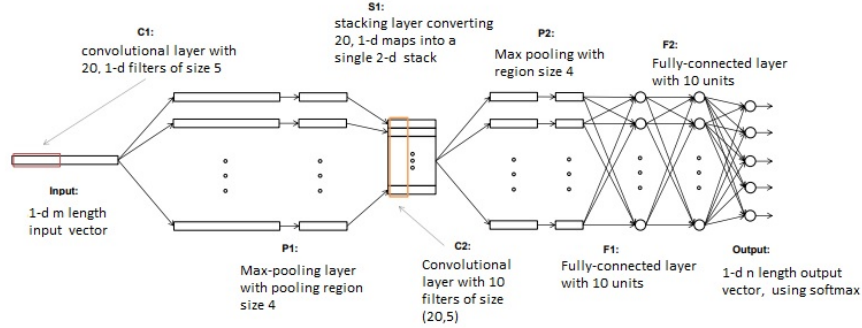 C1:
convolutional layer with
20, 1-d filters of size 5
S1:
stacking layer converting
20, 1-d maps into a
single 2-d stack
P2:
Max pooling with
region size 4
F2:
Fully-connected layer
with 10 units
Input:
1-d m length
input vector
P1:
Max-pooling layer
with pooling region
size 4
C2:
Convolutional
layer with 10
filters of size
(20,5)
F1:
Fully-connected layer
with 10 units
Output:
1-d n length output
vector, using softmax